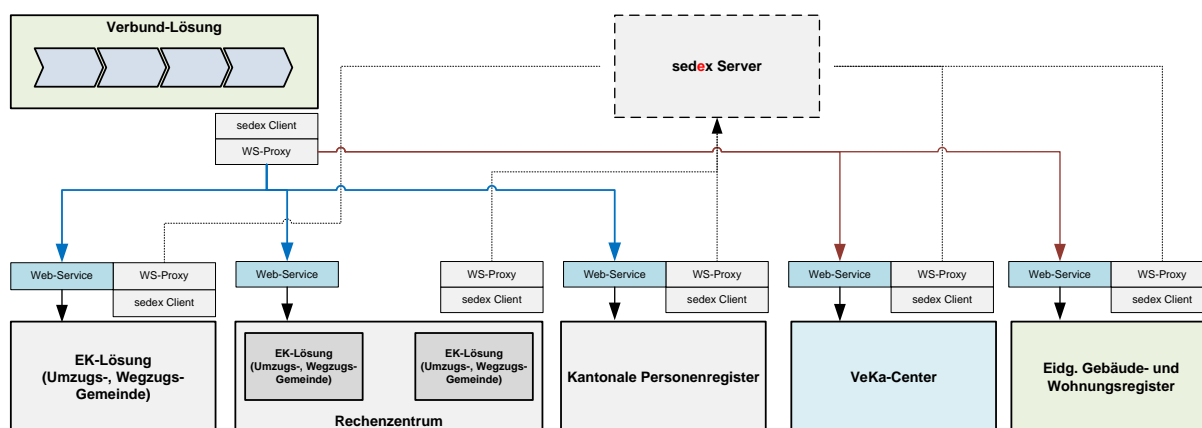 Verbund-Lösung
sedex Server
sedex Client
WS-Proxy
Web-Service
WS-Proxy
sedex Client
Web-Service
WS-Proxy
sedex Client
Web-Service
WS-Proxy
sedex Client
Web-Service
WS-Proxy
sedex Client
Web-Service
WS-Proxy
sedex Client
EK-Lösung
(Umzugs-, Wegzugs-
Gemeinde)
EK-Lösung
(Umzugs-, Wegzugs-
Gemeinde)
EK-Lösung
(Umzugs-, Wegzugs-
Gemeinde)
Rechenzentrum
Kantonale Personenregister
VeKa-Center
Eidg. Gebäude- und
Wohnungsregister